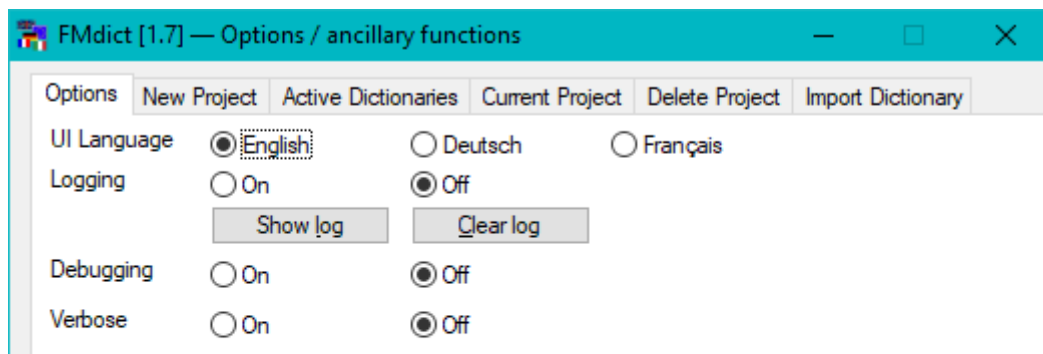 FMdict [1.7] — Options / ancillary functions
Options New Project Active Dictionaries Current Project Delete Project Import Dictionary
UI Language English Deutsch Français
Logging On Off
Show log Clear log
Debugging On Off
Verbose On Off